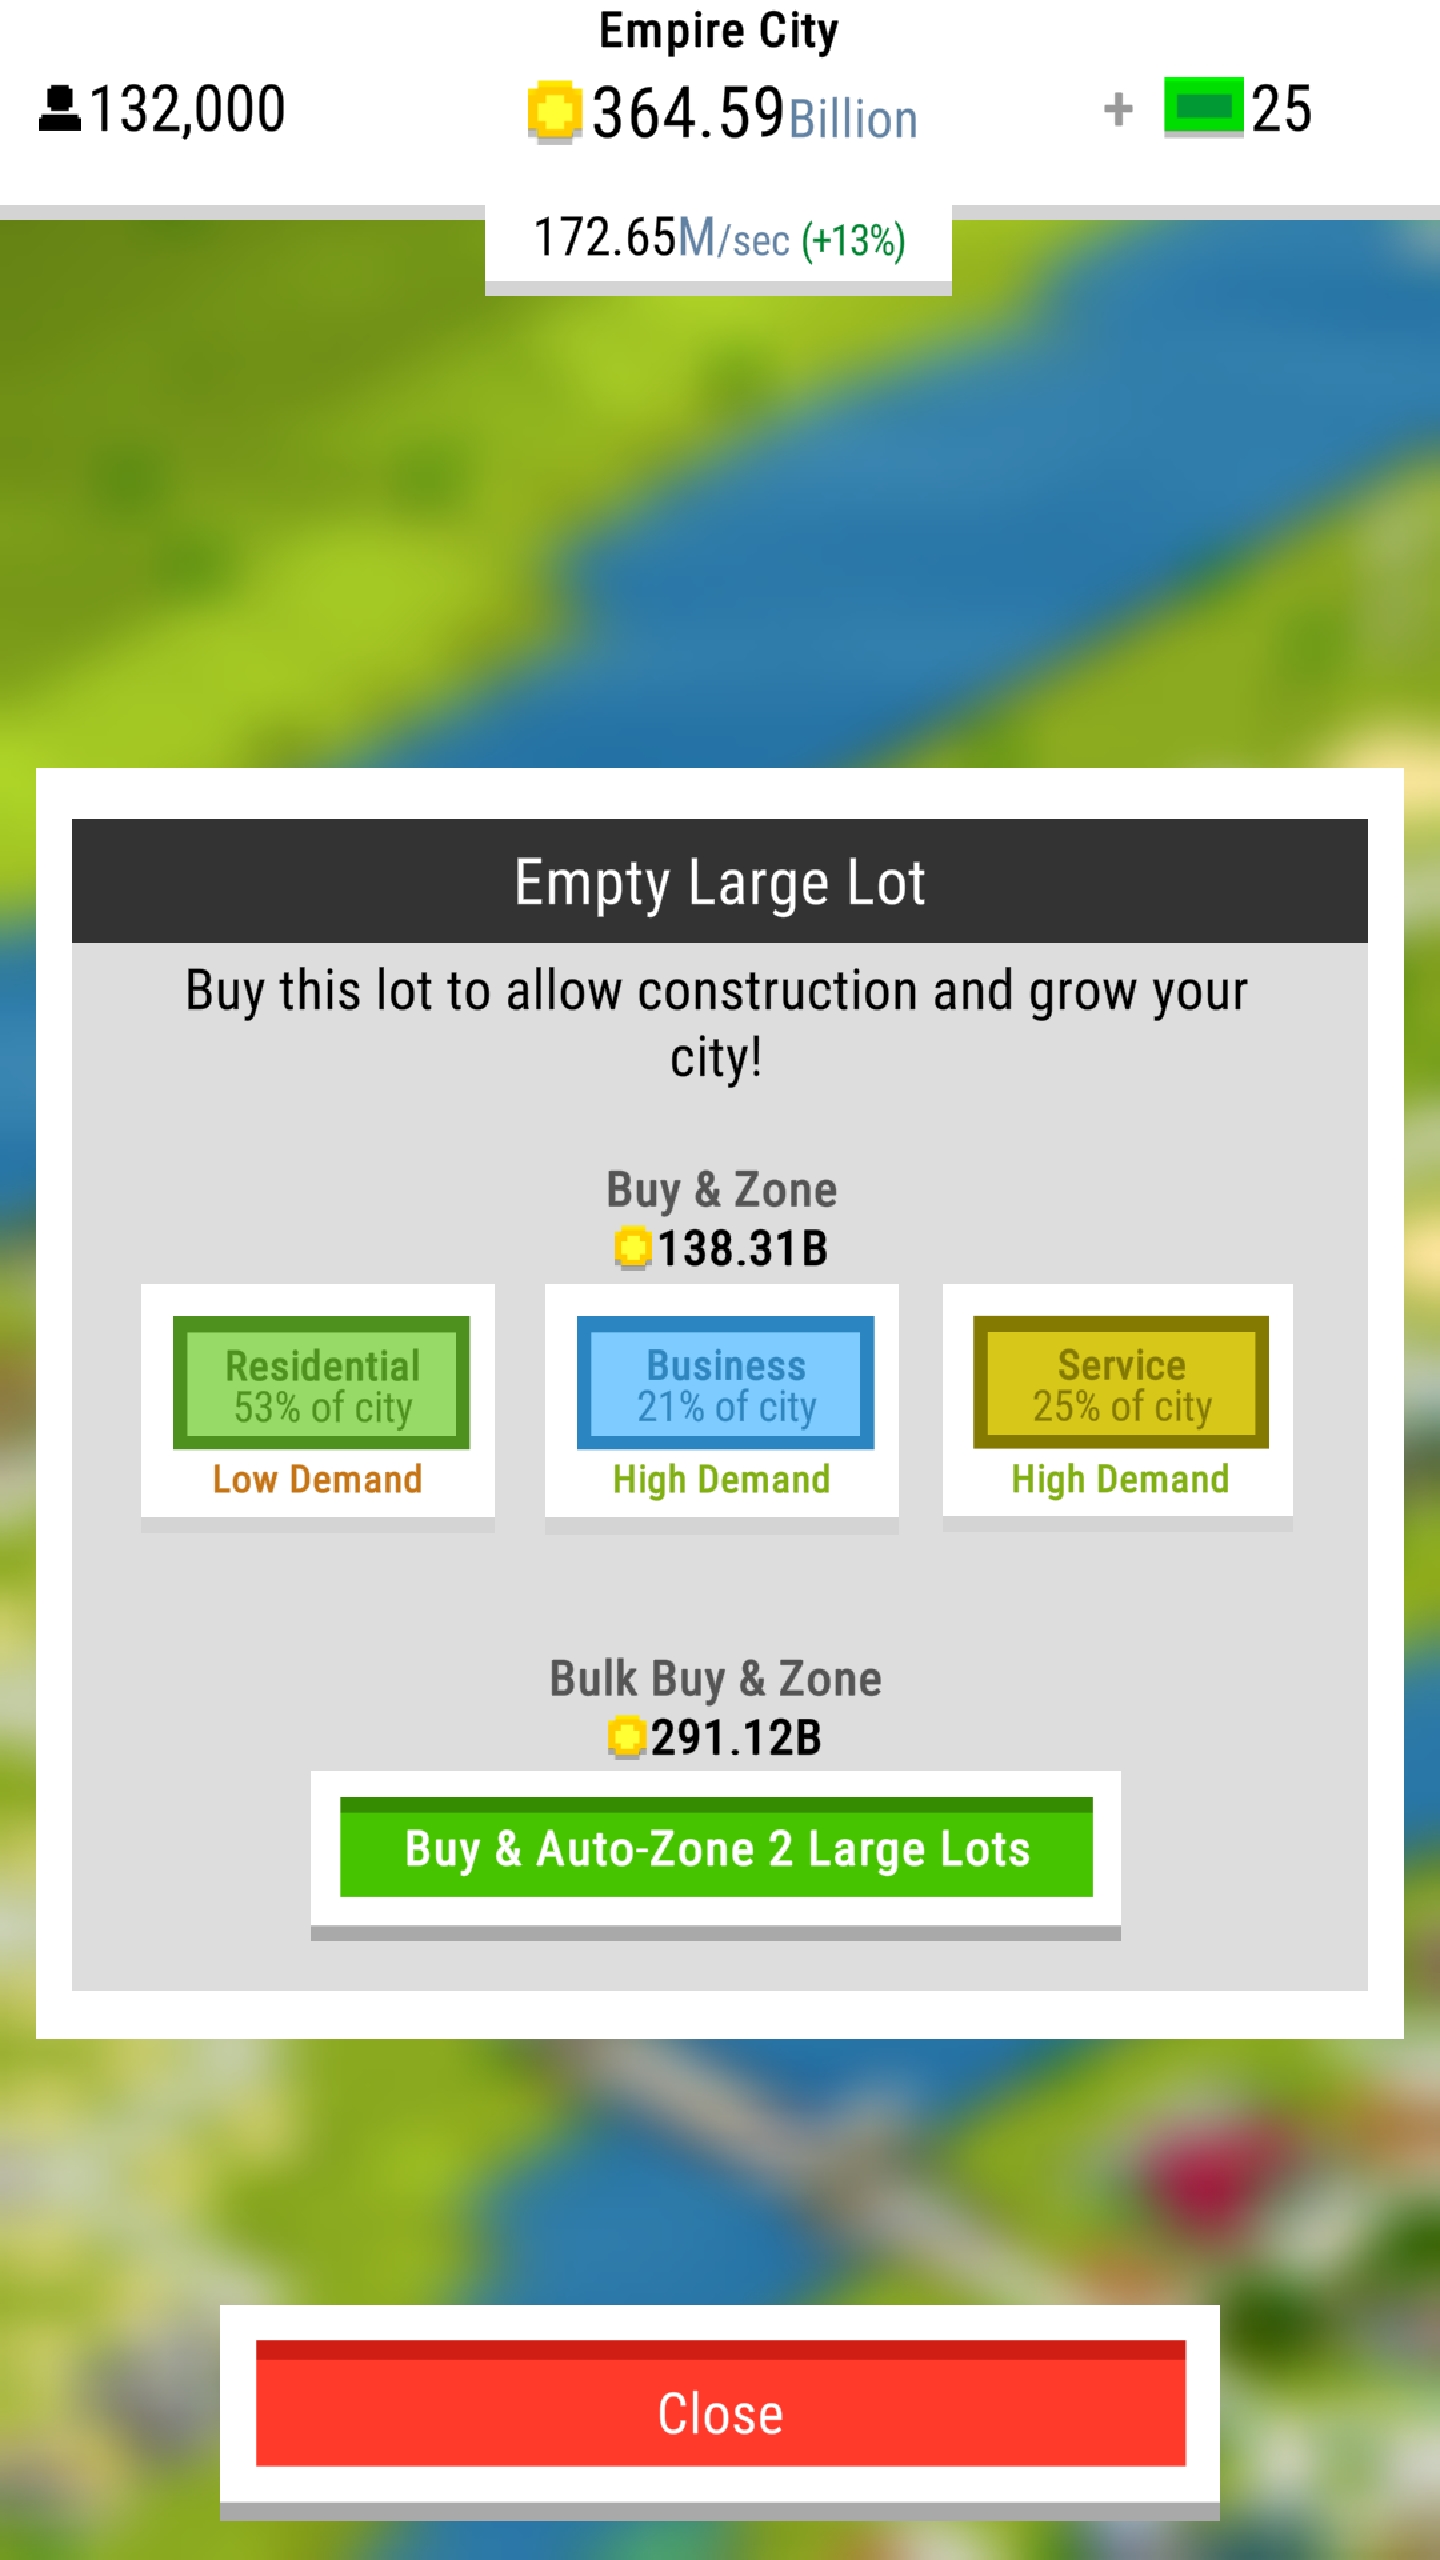 Empire City
132,000
364.59Billion
+ 25
172.65M/sec (+13%)
Empty Large Lot
Buy this lot to allow construction and grow your
city!
Buy & Zone
138.31B
Residential
53% of city
Low Demand
Business
21% of city
High Demand
Service
25% of city
High Demand
Bulk Buy & Zone
291.12B
Buy & Auto-Zone 2 Large Lots
Close